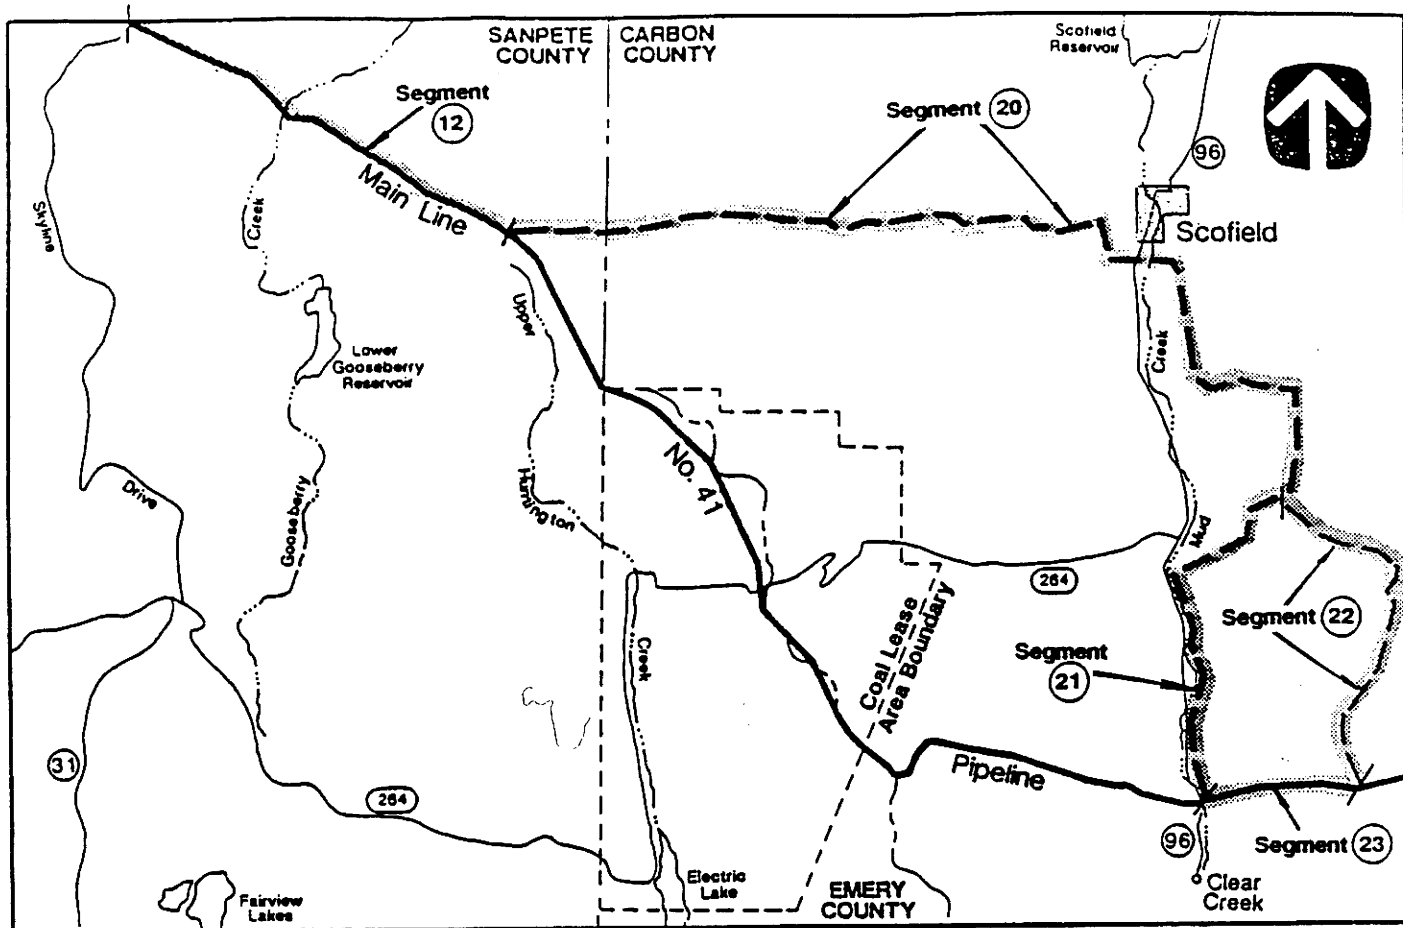 SANPETE
COUNTY
CARBON
COUNTY
Scofield
Reservoir
Segment
12
Segment 20
96
Main Line
Scofield
Skyline
Creek
Upper
Lower
Gooseberry
Reservoir
Creek
No. 41
Drive
Gooseberry
Huntington
Mud
264
Segment 22
Creek
Coal Lease
Area Boundary
Segment
21
31
264
Pipeline
96
Segment 23
Electric
Lake
EMERY
COUNTY
Clear
Creek
Fairview
Lakes